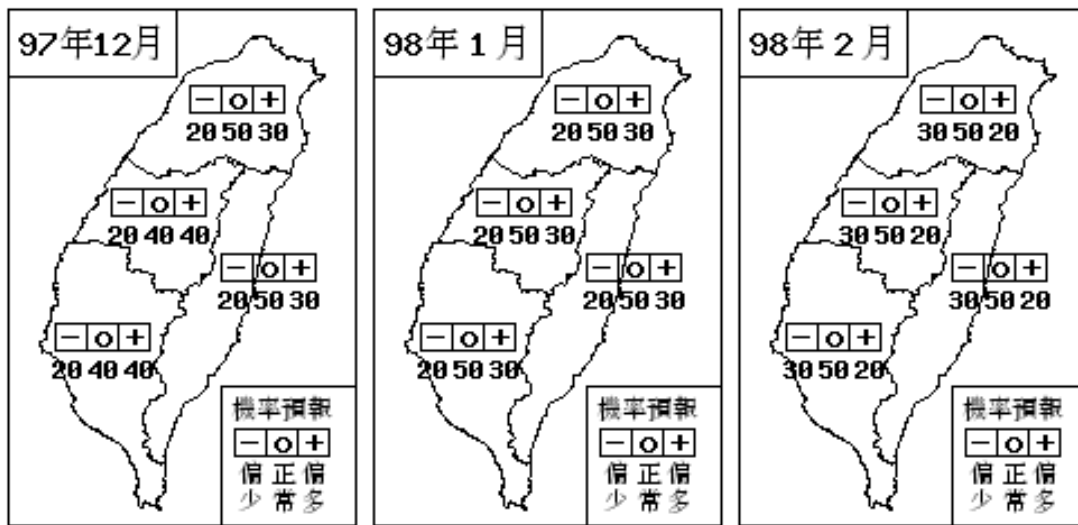 97年12月
− o +
20 50 30
− o +
20 40 40
− o +
20 50 30
− o +
20 40 40
機率預報
− o +
偏 正 偏
少 常 多
98年 1 月
− o +
20 50 30
− o +
20 50 30
− o +
20 50 30
− o +
20 50 30
機率預報
− o +
偏 正 偏
少 常 多
98年 2 月
− o +
30 50 20
− o +
30 50 20
− o +
30 50 20
− o +
30 50 20
機率預報
− o +
偏 正 偏
少 常 多